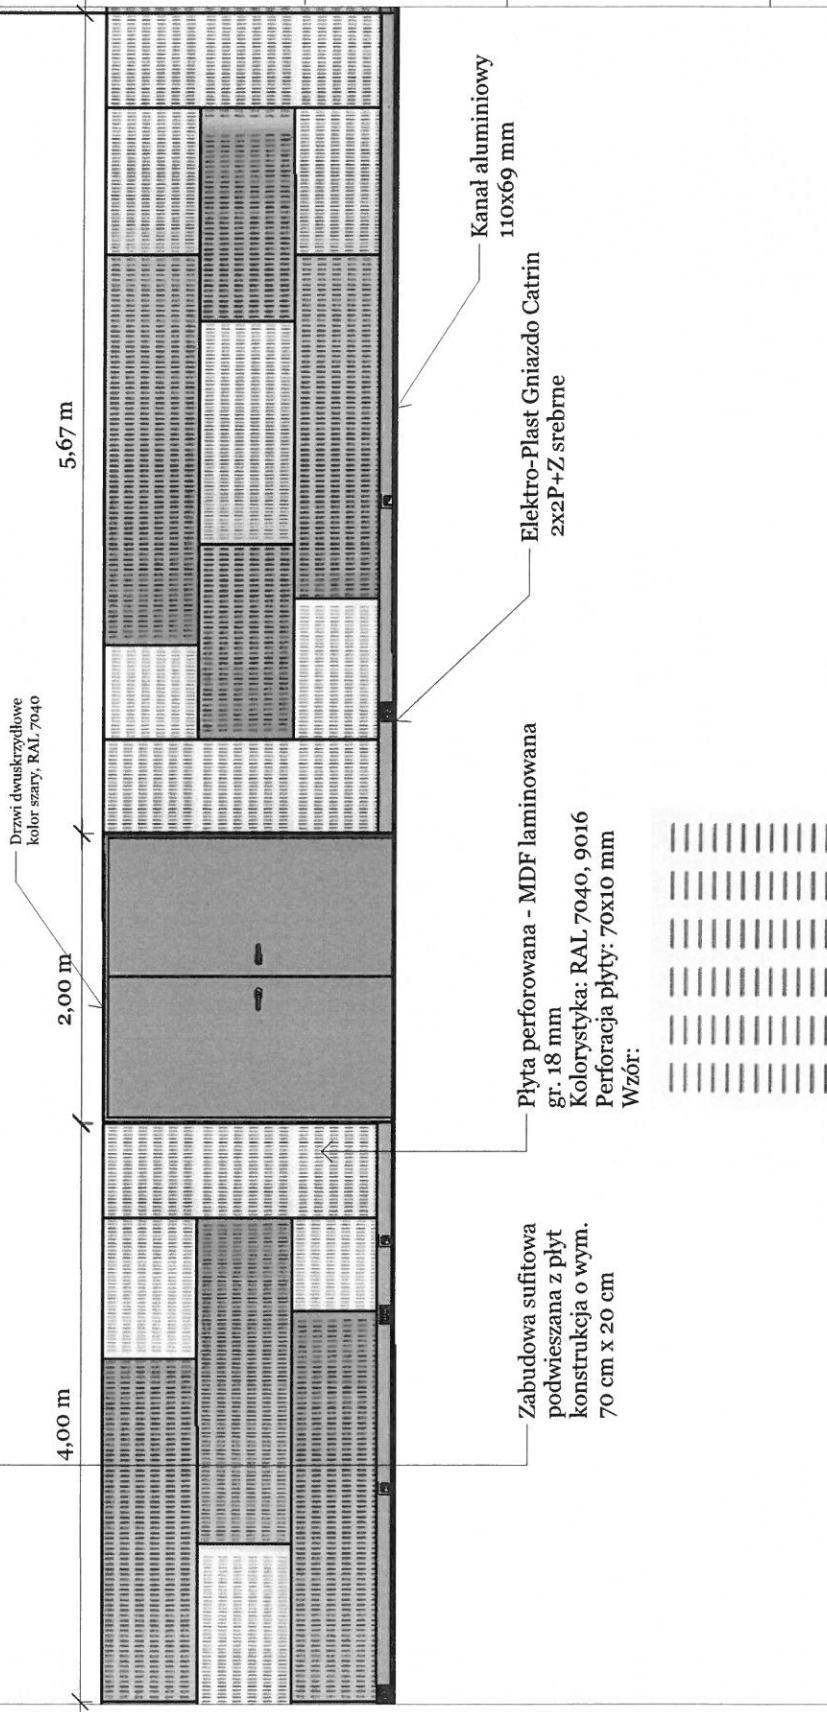 Drzwi dwuskrzydłowe
kolor szary, RAL 7040
4,00 m
2,00 m
5,67 m
Zabudowa sufitowa
podwieszana z płyt
konstrukcja o wym.
70 cm x 20 cm
Płyta perforowana - MDF laminowana
gr. 18 mm
Kolorystyka: RAL 7040, 9016
Perforacja płyty: 70x10 mm
Wzór:
Elektro-Plast Gniazdo Catrin
2x2P+Z srebrne
Kanał aluminiowy
110x69 mm